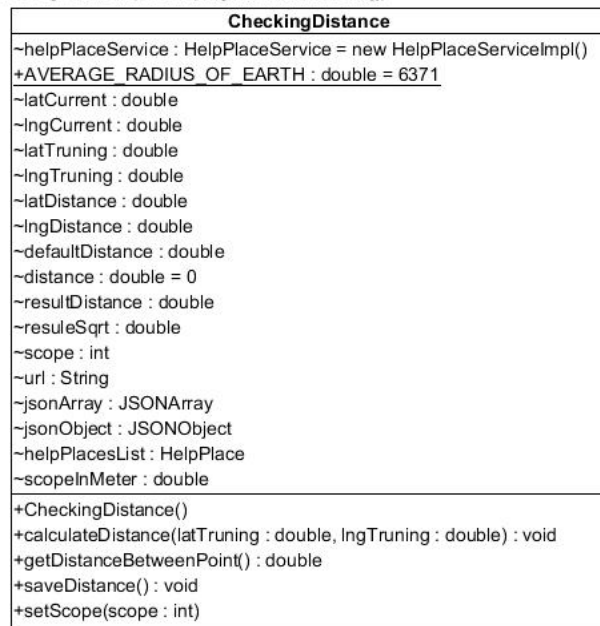 CheckingDistance
~helpPlaceService : HelpPlaceService = new HelpPlaceServiceImpl()
+AVERAGE_RADIUS_OF_EARTH : double = 6371
~latCurrent : double
~lngCurrent : double
~latTruning : double
~lngTruning : double
~latDistance : double
~lngDistance : double
~defaultDistance : double
~distance : double = 0
~resultDistance : double
~resuleSqrt : double
~scope : int
~url : String
~jsonArray : JSONArray
~jsonObject : JSONObject
~helpPlacesList : HelpPlace
~scopeInMeter : double
+CheckingDistance()
+calculateDistance(latTruning : double, lngTruning : double) : void
+getDistanceBetweenPoint() : double
+saveDistance() : void
+setScope(scope : int)